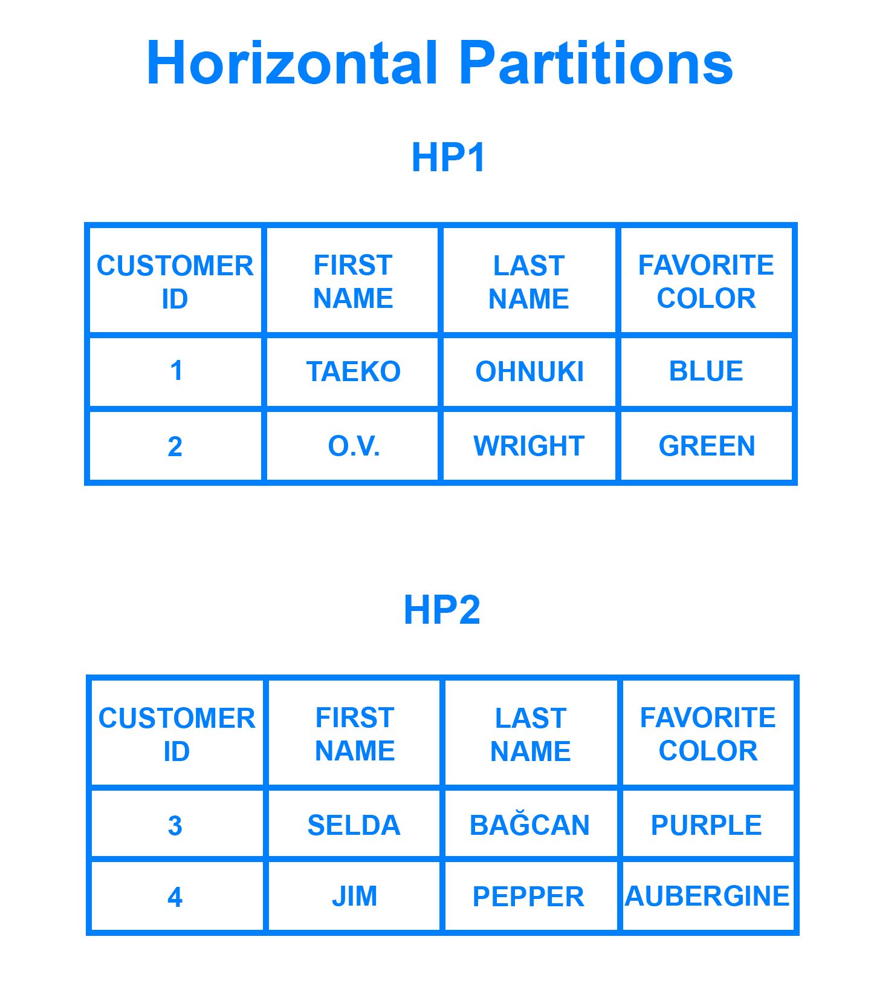 Horizontal Partitions
HP1
CUSTOMER ID FIRST NAME LAST NAME FAVORITE COLOR
1 TAEKO OHNUKI BLUE
2 O.V. WRIGHT GREEN
HP2
CUSTOMER ID FIRST NAME LAST NAME FAVORITE COLOR
3 SELDA BAĞCAN PURPLE
4 JIM PEPPER AUBERGINE